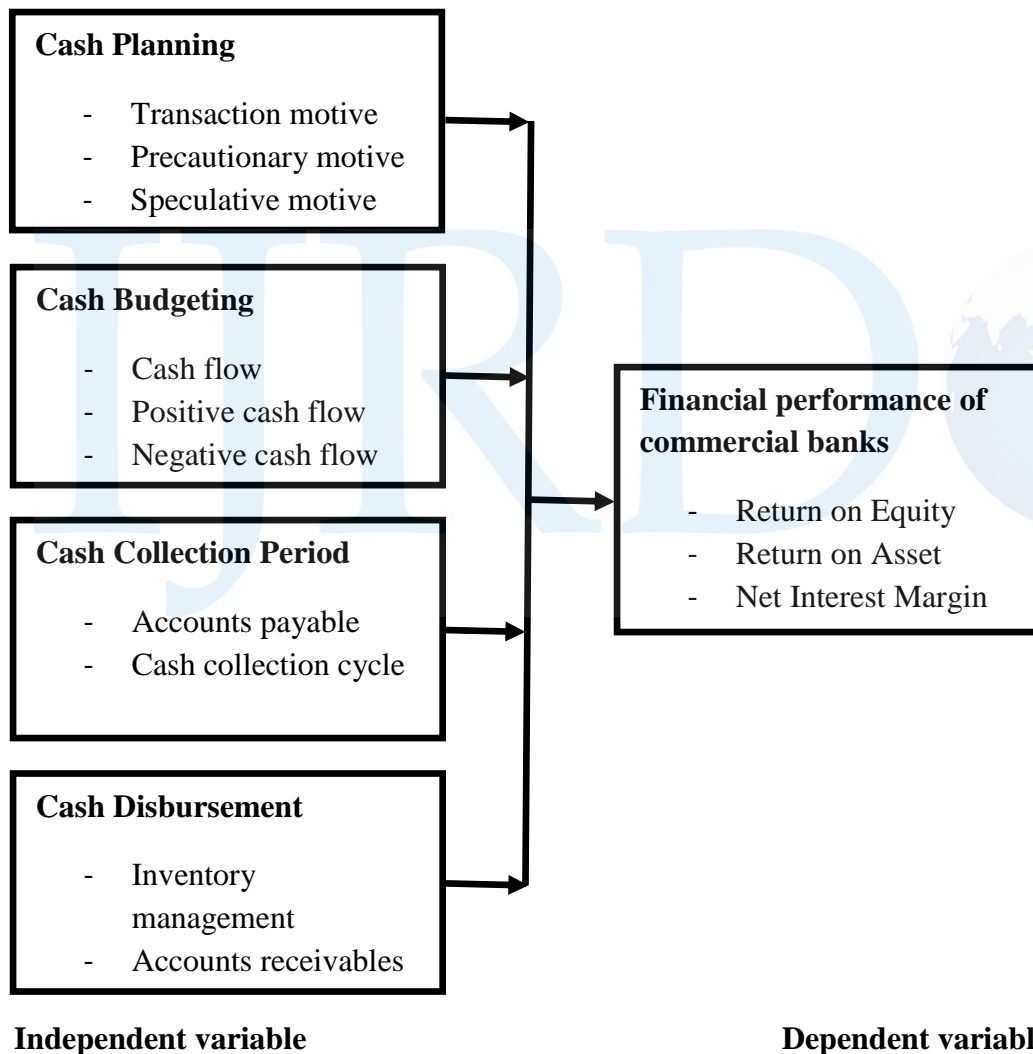 Cash Planning
- Transaction motive
- Precautionary motive
- Speculative motive
Cash Budgeting
- Cash flow
- Positive cash flow
- Negative cash flow
Cash Collection Period
- Accounts payable
- Cash collection cycle
Cash Disbursement
- Inventory
management
- Accounts receivables
Financial performance of
commercial banks
- Return on Equity
- Return on Asset
- Net Interest Margin
IJRD
Independent variable
Dependent variabl